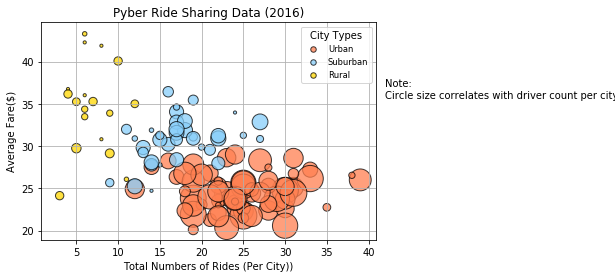 Pyber Ride Sharing Data (2016)
City Types
Urban
Suburban
Rural
Note:
Circle size correlates with driver count per city
Average Fare($)
40
35
30
25
20
5
10
15
20
25
30
35
40
Total Numbers of Rides (Per City))